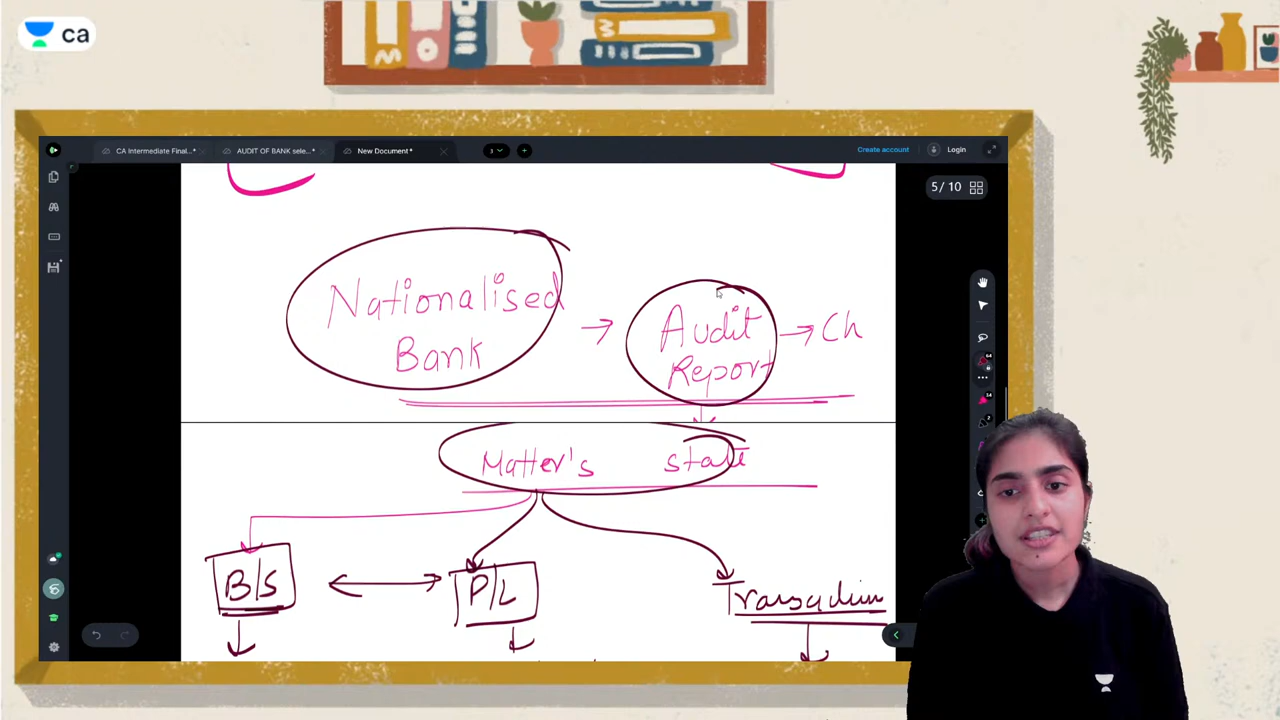 ca
CA Intermediate Final...*
AUDIT OF BANK sele...*
New Document*
3
Create account
Login
5/ 10
Nationalised
Bank
→ Audit
Report
→ Ch
Matter's state
B/S
P/L
Transaction